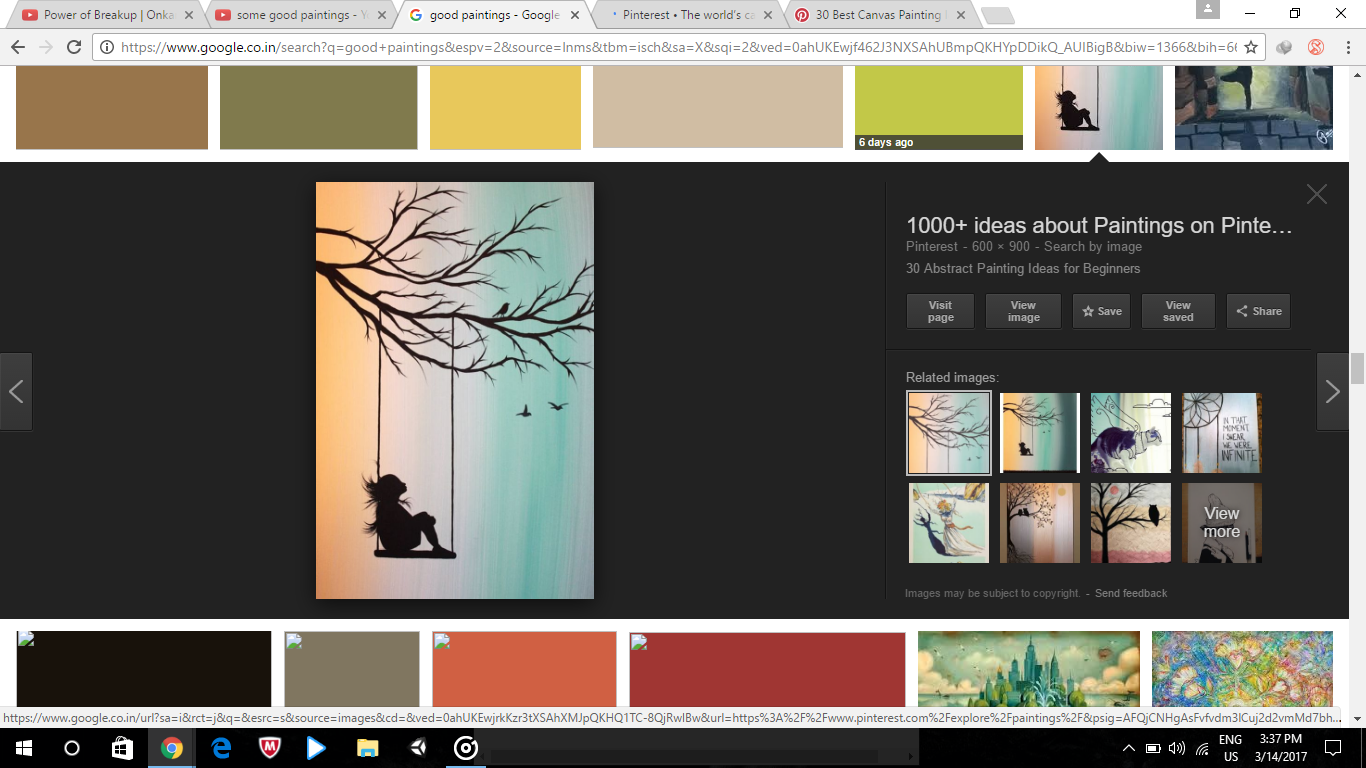 Power of Breakup | Onka
some good paintings - Y
good paintings - Google
Pinterest • The world's ca
30 Best Canvas Painting
https://www.google.co.in/search?q=good+paintings&espv=2&source=lnms&tbm=isch&sa=X&sqi=2&ved=0ahUKEwjf462J3NXSAhUBmpQKHYpDDikQ_AUIBigB&biw=1366&bih=66
6 days ago
1000+ ideas about Paintings on Pinte…
Pinterest - 600 × 900 - Search by image
30 Abstract Painting Ideas for Beginners
Visit page
View image
Save
View saved
Share
Related images:
IN THAT
MOMENT
I SWEAR
WE WERE
INFINITE
View more
Images may be subject to copyright. - Send feedback
https://www.google.co.in/url?sa=i&rct=j&q=&esrc=s&source=images&cd=&ved=0ahUKEwjrkKzr3tXSAhXMJpQKHQ1TC-8QjRwIBw&url=https%3A%2F%2Fwww.pinterest.com%2Fexplore%2Fpaintings%2F&psig=AFQjCNHgAsFvfvdm3lCuj2d2vmMd7bh...
ENG
US
3:37 PM
3/14/2017